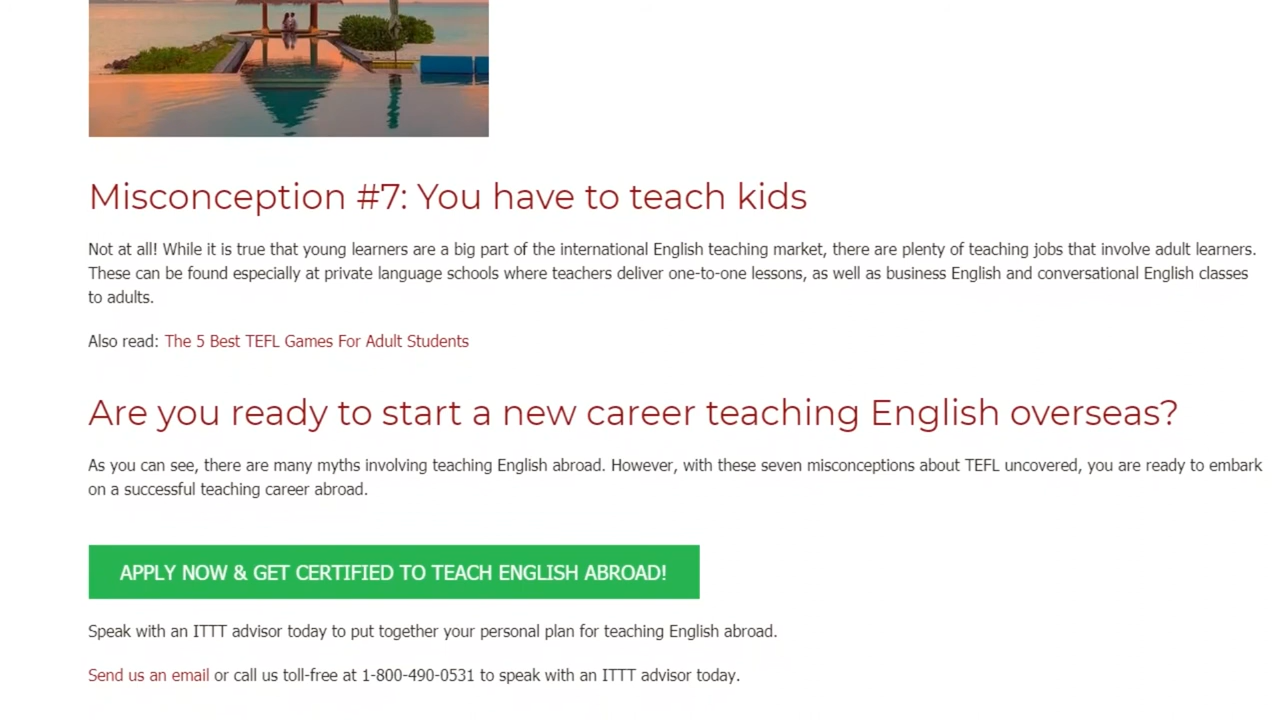 Misconception #7: You have to teach kids
Not at all! While it is true that young learners are a big part of the international English teaching market, there are plenty of teaching jobs that involve adult learners.
These can be found especially at private language schools where teachers deliver one-to-one lessons, as well as business English and conversational English classes
to adults.
Also read: The 5 Best TEFL Games For Adult Students
Are you ready to start a new career teaching English overseas?
As you can see, there are many myths involving teaching English abroad. However, with these seven misconceptions about TEFL uncovered, you are ready to embark
on a successful teaching career abroad.
APPLY NOW & GET CERTIFIED TO TEACH ENGLISH ABROAD!
Speak with an ITTT advisor today to put together your personal plan for teaching English abroad.
Send us an email or call us toll-free at 1-800-490-0531 to speak with an ITTT advisor today.